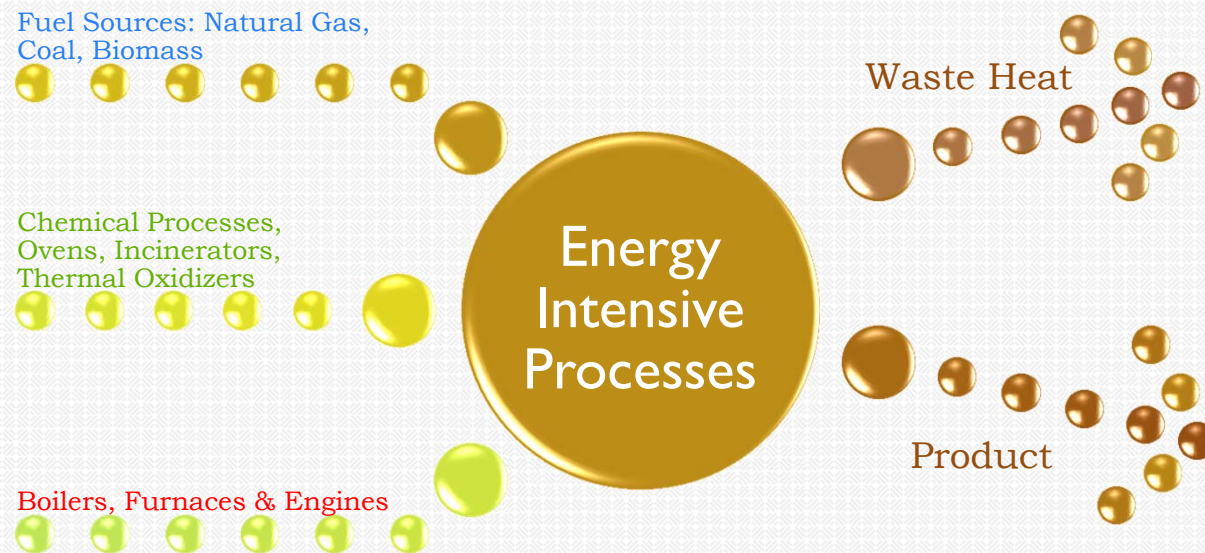 Fuel Sources: Natural Gas,
Coal, Biomass
Chemical Processes,
Ovens, Incinerators,
Thermal Oxidizers
Boilers, Furnaces & Engines
Energy
Intensive
Processes
Waste Heat
Product